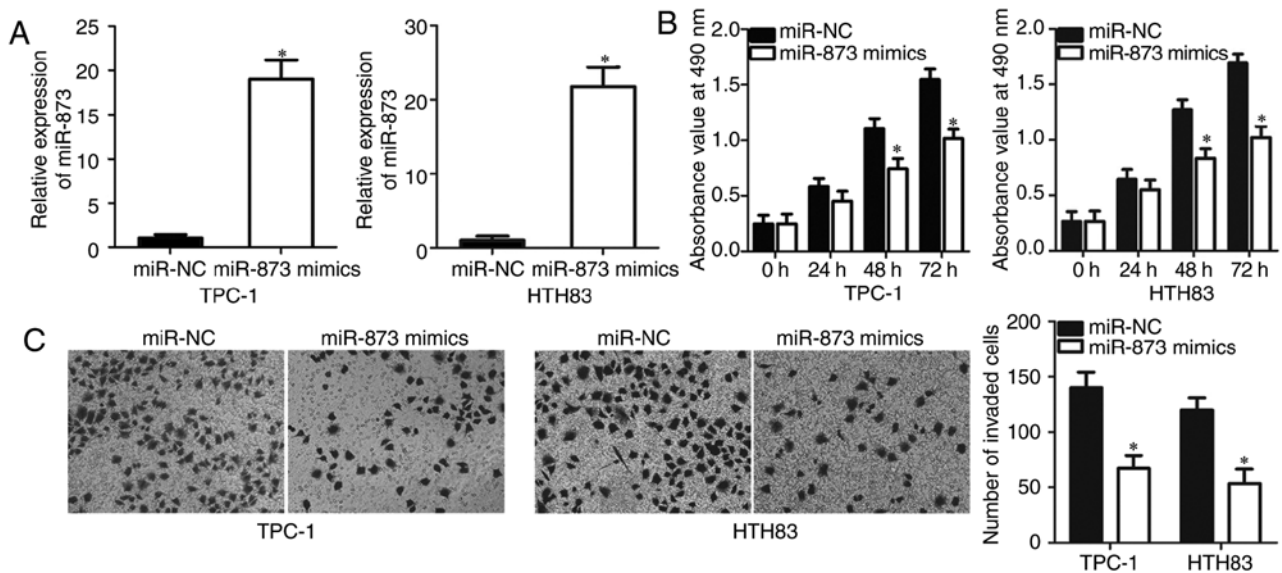 A
Relative expression
of miR-873
25
20
15
10
5
0
*
miR-NC miR-873 mimics
TPC-1
Relative expression
of miR-873
30
20
10
0
*
miR-NC miR-873 mimics
HTH83
B
Absorbance value at 490 nm
2.0
1.5
1.0
0.5
0.0
miR-NC
miR-873 mimics
*
*
0 h 24 h 48 h 72 h
TPC-1
Absorbance value at 490 nm
2.0
1.5
1.0
0.5
0.0
miR-NC
miR-873 mimics
*
*
0 h 24 h 48 h 72 h
HTH83
C
miR-NC miR-873 mimics
TPC-1
miR-NC miR-873 mimics
HTH83
Number of invaded cells
200
150
100
50
0
miR-NC
miR-873 mimics
*
*
TPC-1 HTH83